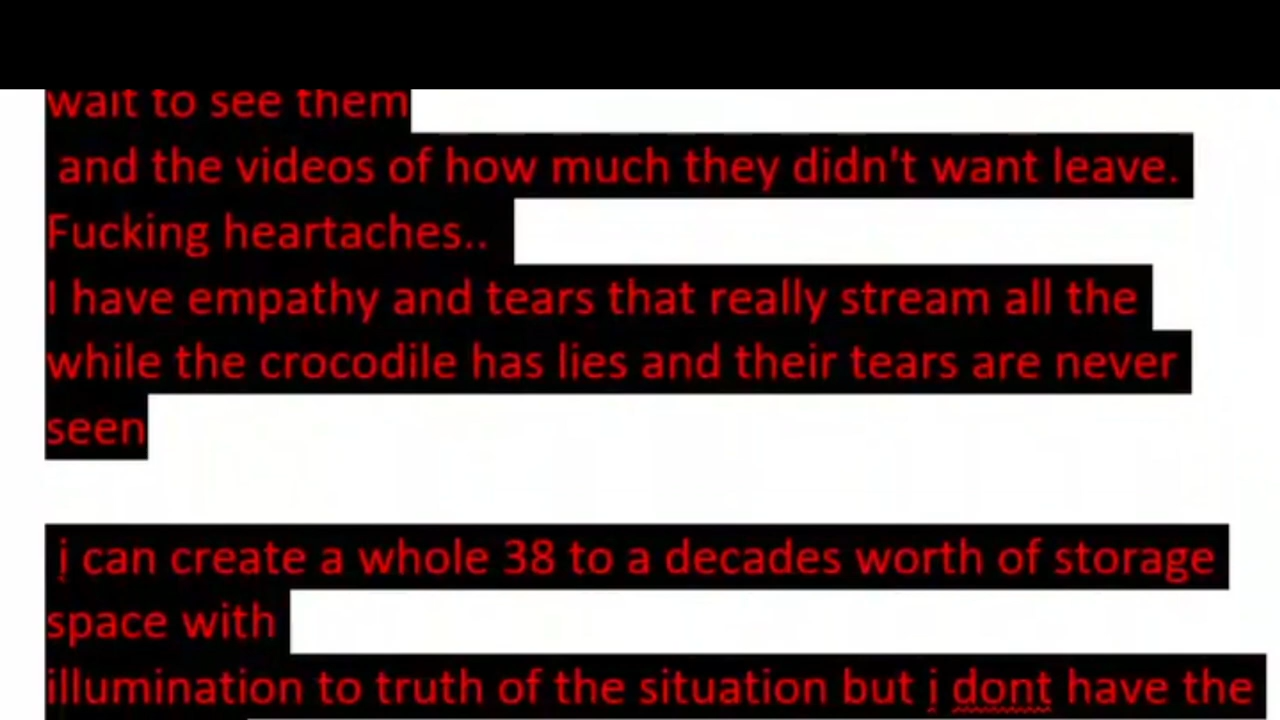 wait to see them
and the videos of how much they didn't want leave.
Fucking heartaches..
I have empathy and tears that really stream all the
while the crocodile has lies and their tears are never
seen
i can create a whole 38 to a decades worth of storage
space with
illumination to truth of the situation but i dont have the